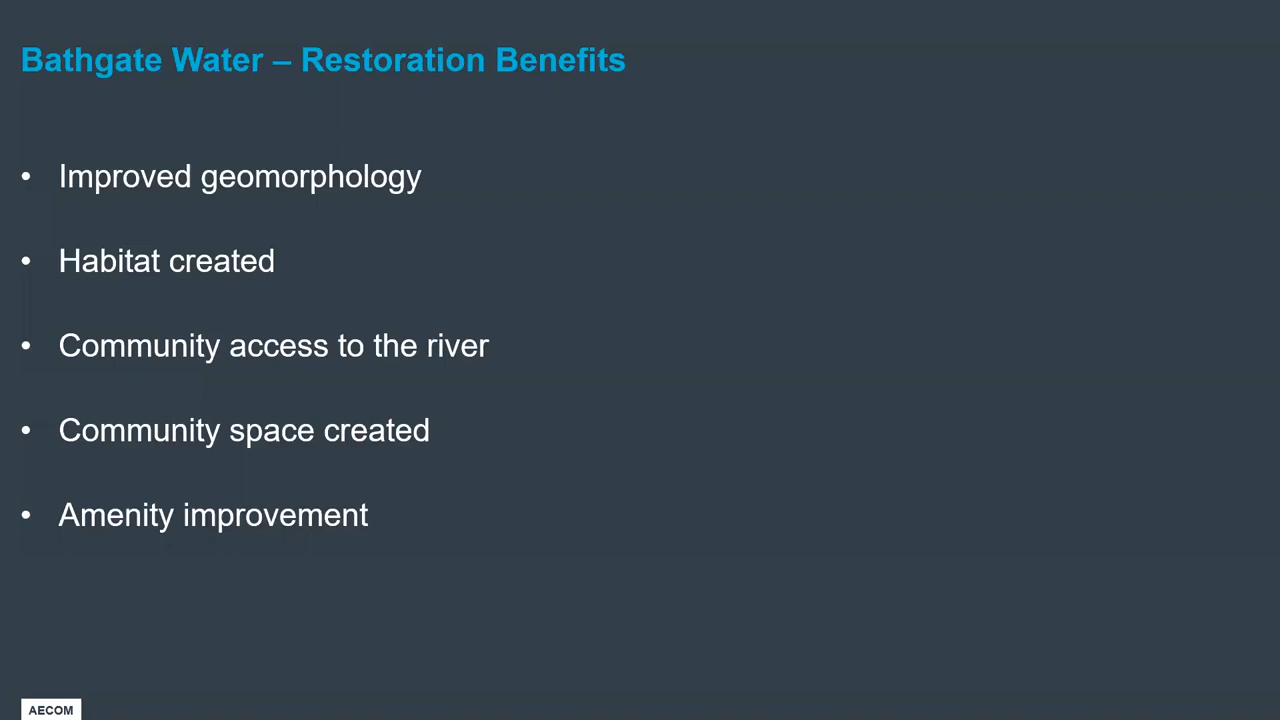 Bathgate Water – Restoration Benefits
• Improved geomorphology
• Habitat created
• Community access to the river
• Community space created
• Amenity improvement
AECOM